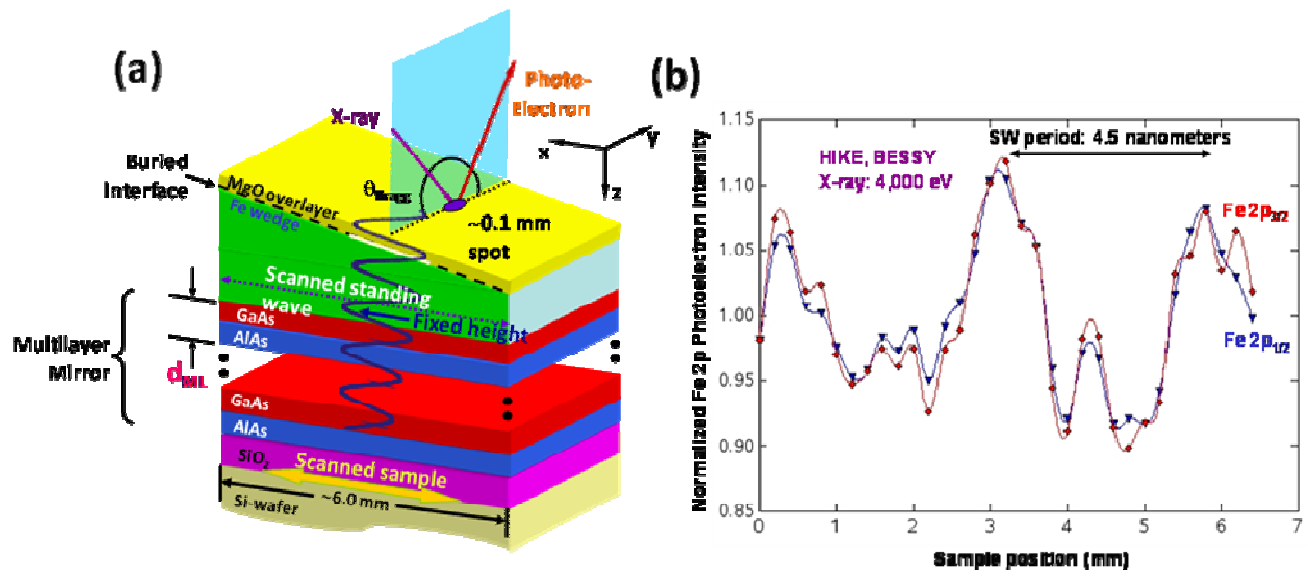 (a)
Photo-
Electron
X-ray
x
y
z
Buried
Interface
MgO overlayer
Fe wedge
~0.1 mm
spot
Scanned standing
wave
Fixed height
GaAs
AlAs
Multilayer
Mirror
d_ML
GaAs
AlAs
SiO2
Scanned sample
~6.0 mm
Si-wafer
(b)
Normalized Fe 2p Photoelectron Intensity
1.15
1.10
1.05
1.00
0.95
0.90
0.85
SW period: 4.5 nanometers
HIKE, BESSY
X-ray: 4,000 eV
Fe2p3/2
Fe2p1/2
0 1 2 3 4 5 6 7
Sample position (mm)